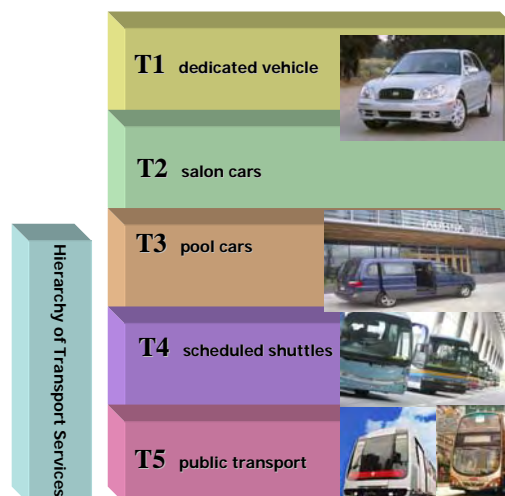 T1 dedicated vehicle
T2 salon cars
T3 pool cars
T4 scheduled shuttles
T5 public transport
Hierarchy of Transport Services